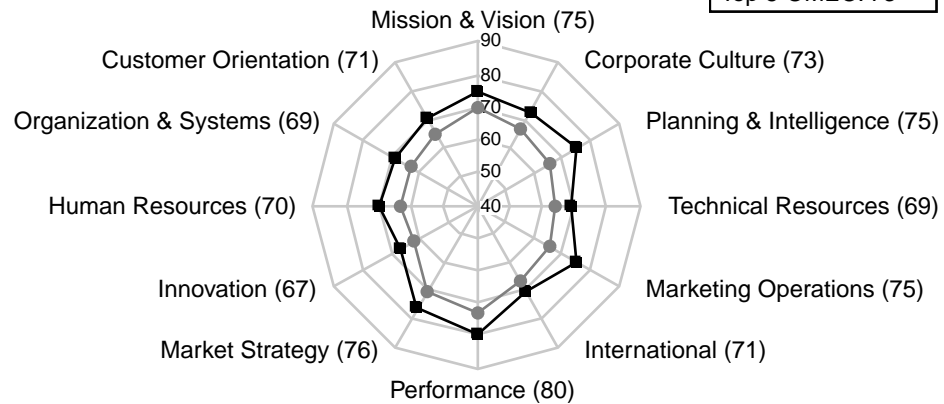 Mission & Vision (75)
Customer Orientation (71)
Corporate Culture (73)
Organization & Systems (69)
Planning & Intelligence (75)
Human Resources (70)
Technical Resources (69)
Innovation (67)
Marketing Operations (75)
Market Strategy (76)
International (71)
Performance (80)
90
80
70
60
50
40